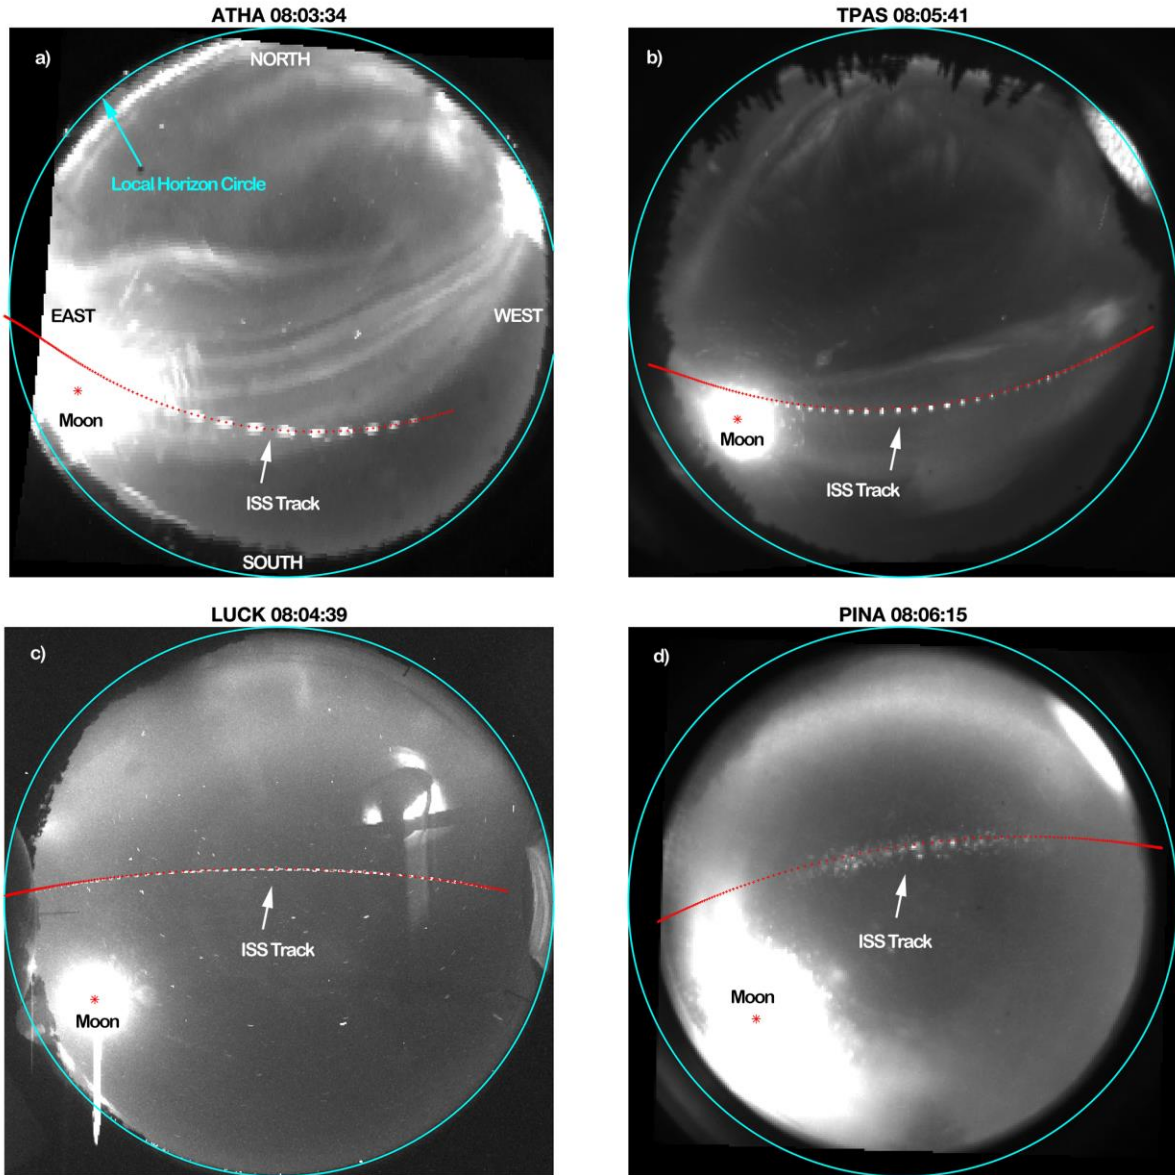 ATHA 08:03:34
a)
NORTH
Local Horizon Circle
EAST
WEST
Moon
ISS Track
SOUTH
TPAS 08:05:41
b)
Moon
ISS Track
LUCK 08:04:39
c)
ISS Track
Moon
PINA 08:06:15
d)
ISS Track
Moon